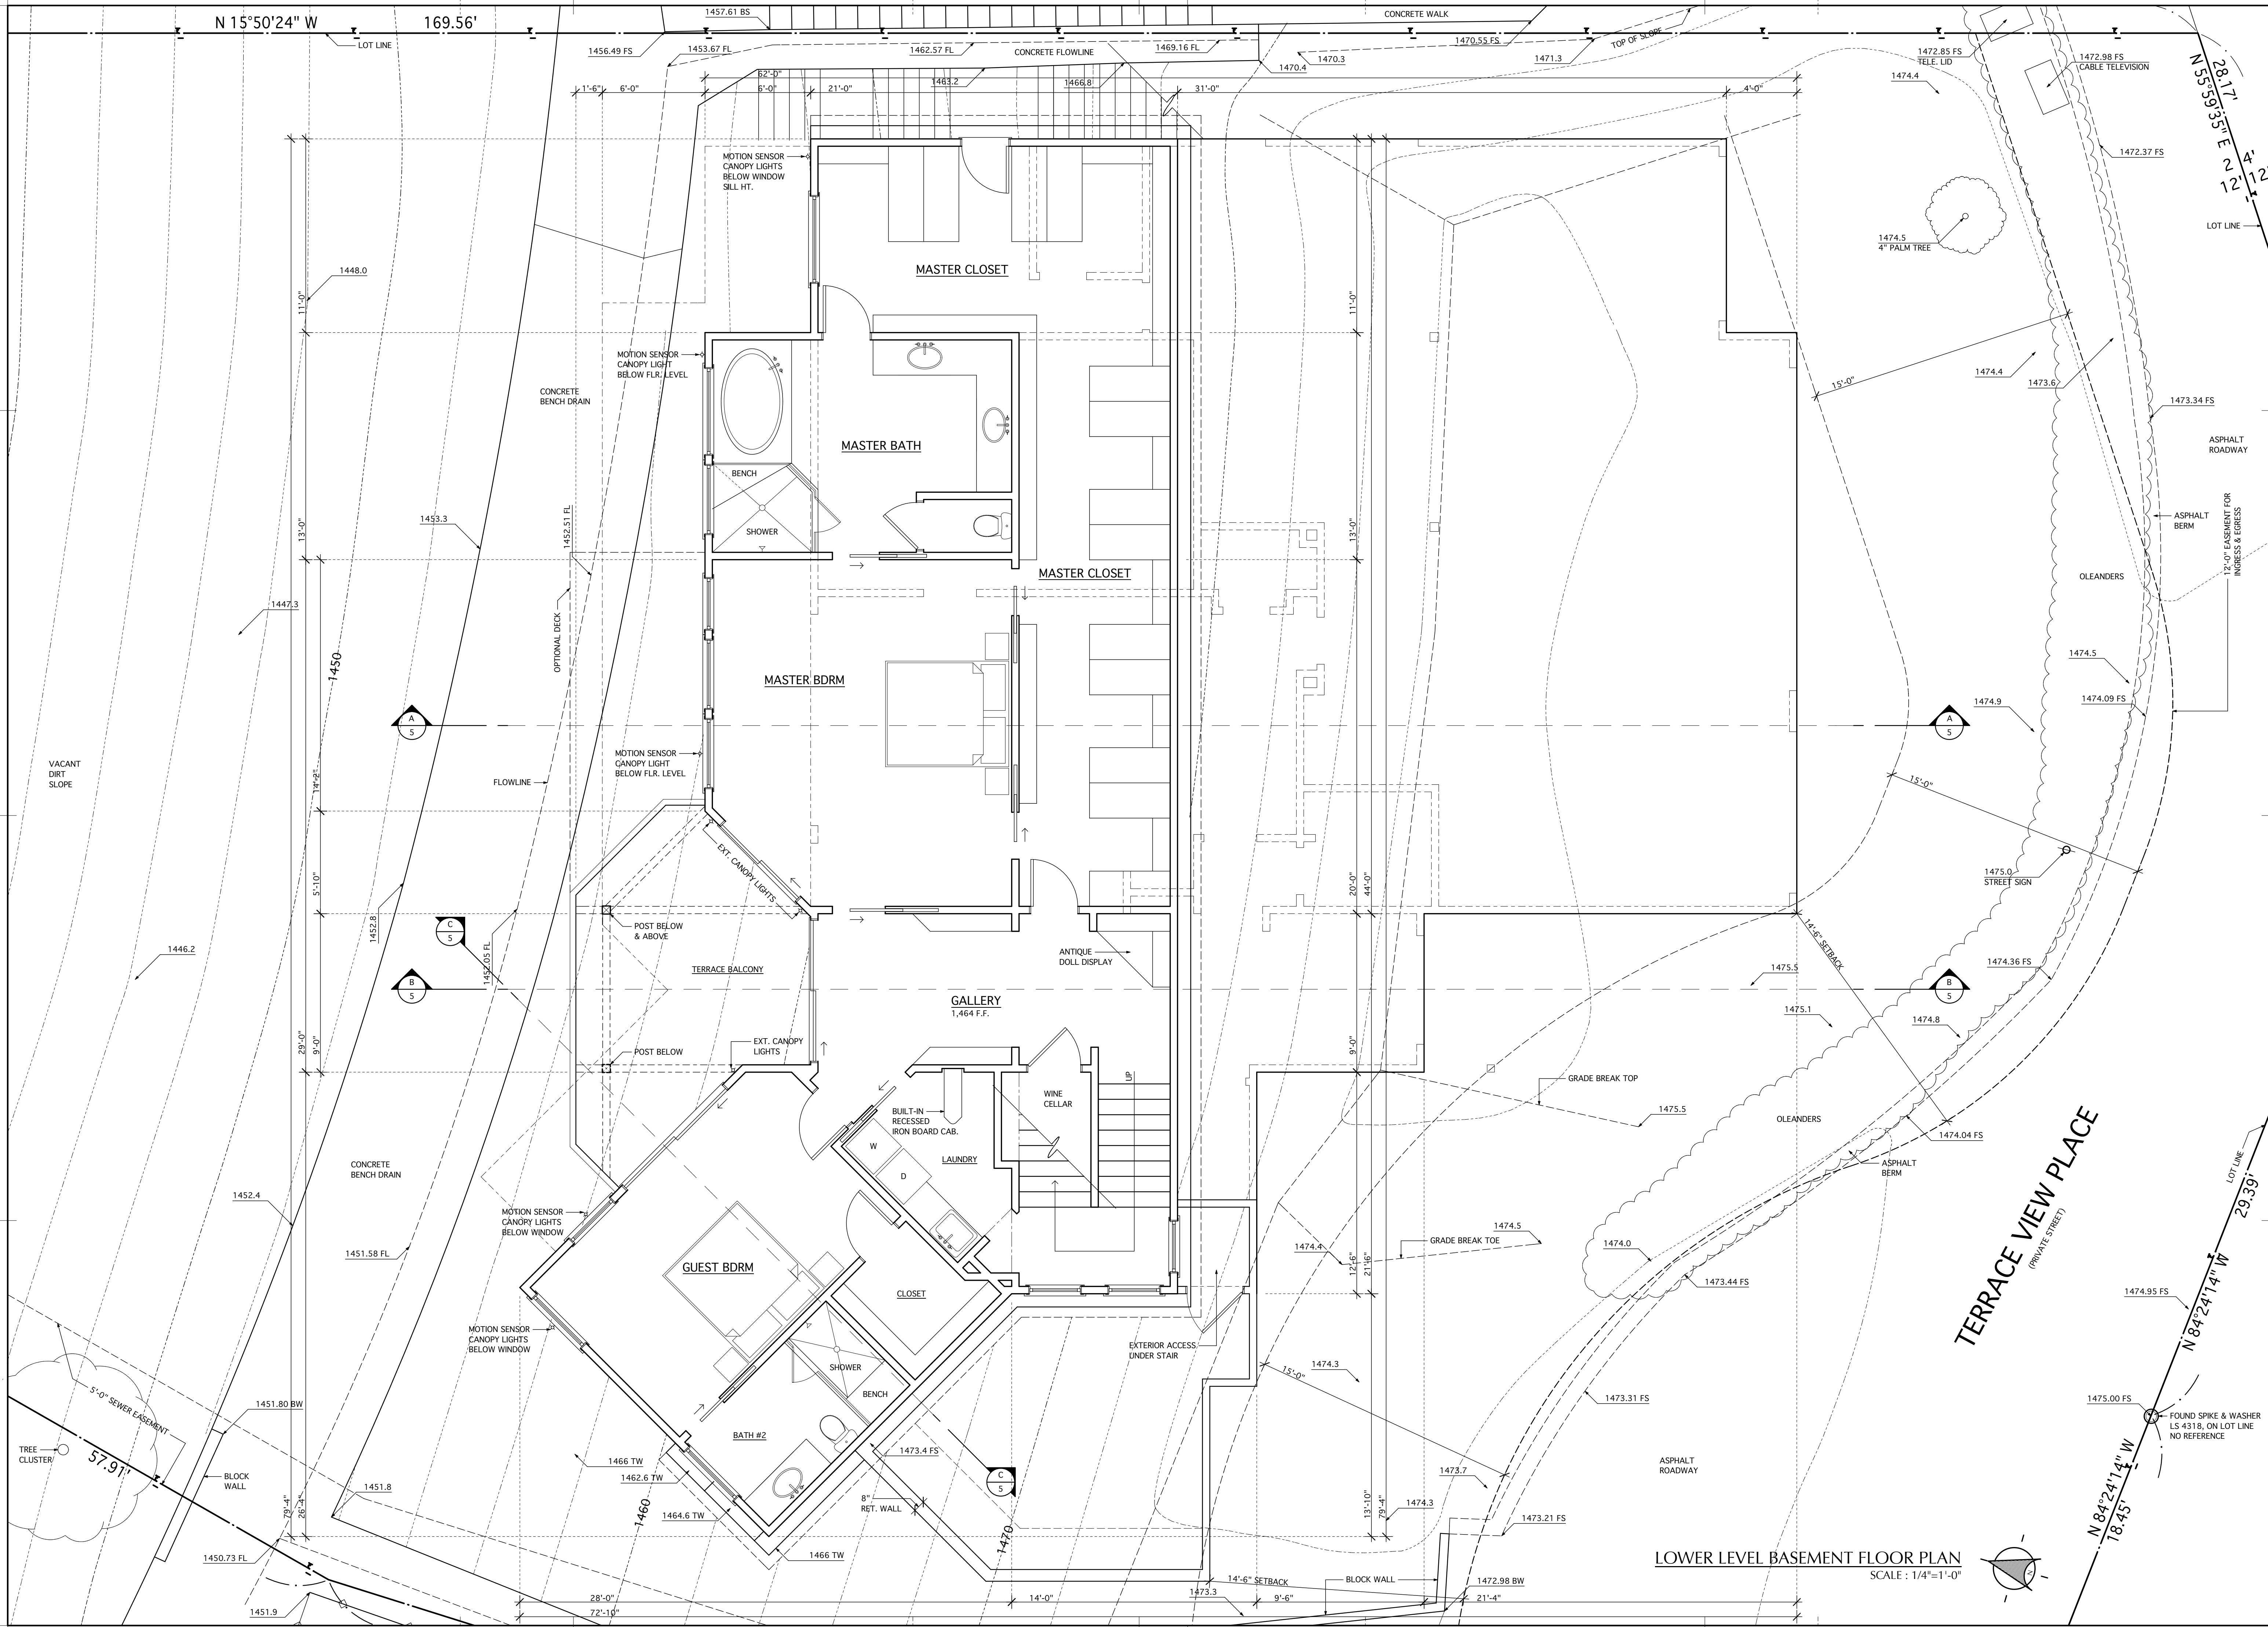 N 15°50'24" W
169.56'
LOT LINE
1457.61 BS
CONCRETE WALK
1456.49 FS
1453.67 FL
1462.57 FL
CONCRETE FLOWLINE
1469.16 FL
1470.4
1470.3
1470.55 FS
1471.3
TOP OF SLOPE
1463.2
1466.8
62'-0"
1'-6"
6'-0"
6'-0"
21'-0"
31'-0"
4'-0"
1472.85 FS
TELE. LID
1474.4
1472.98 FS
CABLE TELEVISION
28.17'
N 55°59'35" E
1472.37 FS
2
4'
12'
12'
LOT LINE
1474.5
4" PALM TREE
MOTION SENSOR
CANOPY LIGHTS
BELOW WINDOW
SILL HT.
MASTER CLOSET
1448.0
11'-0"
11'-0"
MOTION SENSOR
CANOPY LIGHT
BELOW FLR. LEVEL
CONCRETE
BENCH DRAIN
MASTER BATH
BENCH
SHOWER
15'-0"
1474.4
1473.6
1473.34 FS
ASPHALT
ROADWAY
ASPHALT
BERM
12'-0" EASEMENT FOR
INGRESS & EGRESS
OLEANDERS
1453.3
13'-0"
1452.51 FL
13'-0"
MASTER CLOSET
1447.3
1450
OPTIONAL DECK
MASTER BDRM
1474.5
1474.9
1474.09 FS
A
5
A
5
VACANT
DIRT
SLOPE
14'-2"
FLOWLINE
MOTION SENSOR
CANOPY LIGHT
BELOW FLR. LEVEL
EXT. CANOPY LIGHTS
15'-0"
1475.0
STREET SIGN
5'-10"
20'-0"
44'-0"
1452.8
C
5
1446.2
1452.05 FL
POST BELOW
& ABOVE
TERRACE BALCONY
ANTIQUE
DOLL DISPLAY
GALLERY
1,464 F.F.
14'-6" SETBACK
1475.5
1474.36 FS
B
5
B
5
1475.1
1474.8
29'-0"
9'-0"
POST BELOW
EXT. CANOPY
LIGHTS
9'-0"
UP
WINE
CELLAR
GRADE BREAK TOP
1475.5
OLEANDERS
1474.04 FS
ASPHALT
BERM
BUILT-IN
RECESSED
IRON BOARD CAB.
W
D
LAUNDRY
CONCRETE
BENCH DRAIN
1452.4
1451.58 FL
MOTION SENSOR
CANOPY LIGHTS
BELOW WINDOW
GUEST BDRM
CLOSET
1474.4
1474.5
GRADE BREAK TOE
12'-6"
21'-6"
1474.0
1473.44 FS
TERRACE VIEW PLACE
(PRIVATE STREET)
LOT LINE
29.39'
1474.95 FS
N 84°24'14" W
MOTION SENSOR
CANOPY LIGHTS
BELOW WINDOW
SHOWER
BENCH
EXTERIOR ACCESS
UNDER STAIR
15'-0"
1474.3
1473.31 FS
1475.00 FS
FOUND SPIKE & WASHER
LS 4318, ON LOT LINE
NO REFERENCE
5'-0" SEWER EASEMENT
1451.80 BW
TREE
CLUSTER
57.91'
BLOCK
WALL
BATH #2
1473.4 FS
1466 TW
1462.6 TW
1464.6 TW
1460
C
5
ASPHALT
ROADWAY
1473.7
N 84°24'14" W
18.45'
79'-4"
26'-4"
1451.8
8"
RET. WALL
1470
13'-10"
79'-4"
1474.3
1473.21 FS
1450.73 FL
1466 TW
LOWER LEVEL BASEMENT FLOOR PLAN
SCALE : 1/4"=1'-0"
N
1451.9
28'-0"
72'-10"
14'-0"
1473.3
14'-6" SETBACK
BLOCK WALL
9'-6"
1472.98 BW
21'-4"